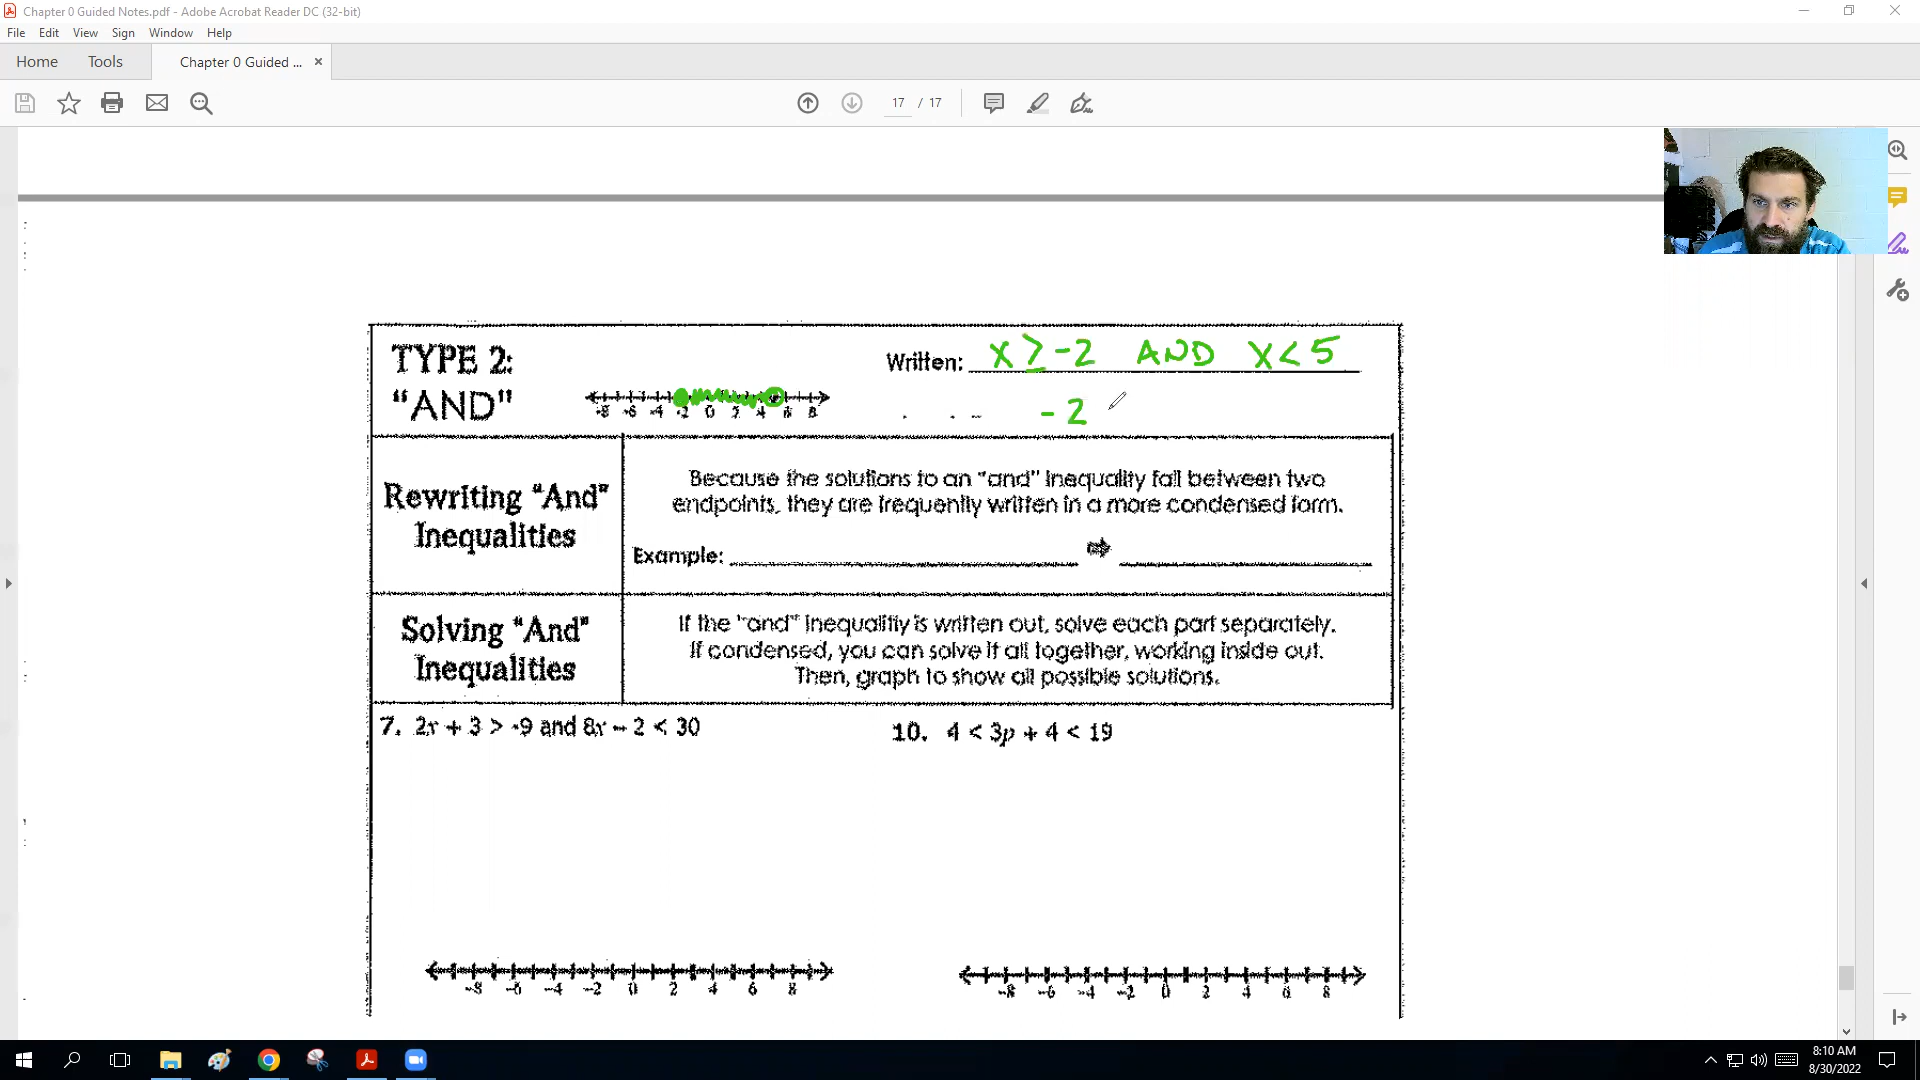 Chapter 0 Guided Notes.pdf - Adobe Acrobat Reader DC (32-bit)
File Edit View Sign Window Help
Home Tools Chapter 0 Guided ... ×
17 / 17
TYPE 2:
"AND"
-8 -6 -4 -2 0 2 4 6 8
Written: x ≥ -2 AND x < 5
-2
Rewriting "And"
Inequalities
Because the solutions to an "and" inequality fall between two
endpoints, they are frequently written in a more condensed form.
Example: ⇒
Solving "And"
Inequalities
If the "and" inequality is written out, solve each part separately.
If condensed, you can solve it all together, working inside out.
Then, graph to show all possible solutions.
7. 2x + 3 > -9 and 8x - 2 < 30
10. 4 < 3p + 4 < 19
-8 -6 -4 -2 0 2 4 6 8
-8 -6 -4 -2 0 2 4 6 8
8:10 AM
8/30/2022